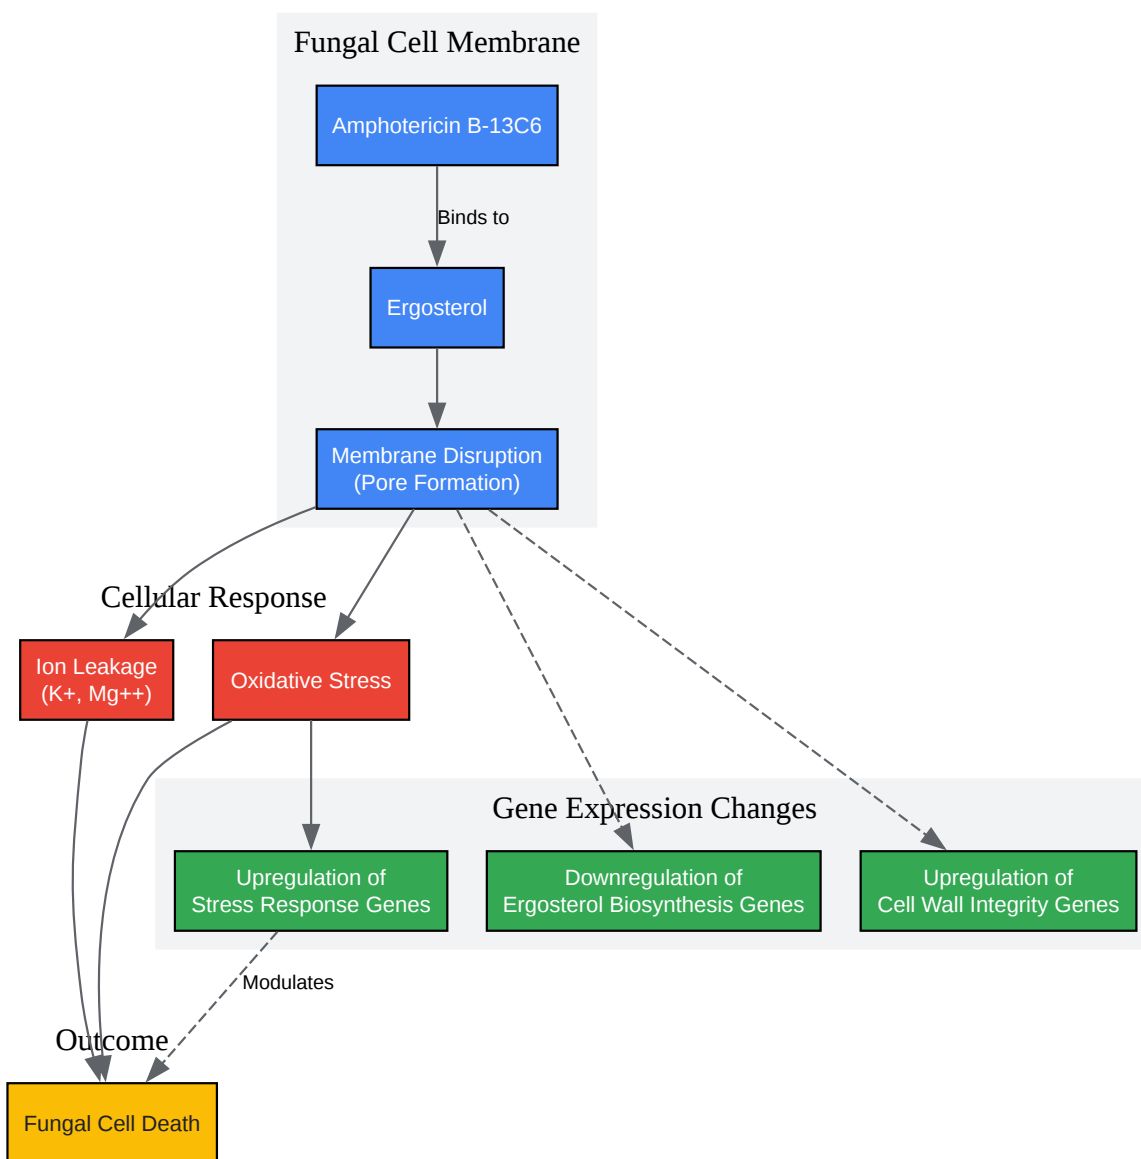 Fungal Cell Membrane
Amphotericin B-13C6
Binds to
Ergosterol
Membrane Disruption
(Pore Formation)
Cellular Response
Ion Leakage
(K+, Mg++)
Oxidative Stress
Gene Expression Changes
Upregulation of
Stress Response Genes
Downregulation of
Ergosterol Biosynthesis Genes
Upregulation of
Cell Wall Integrity Genes
Modulates
Outcome
Fungal Cell Death